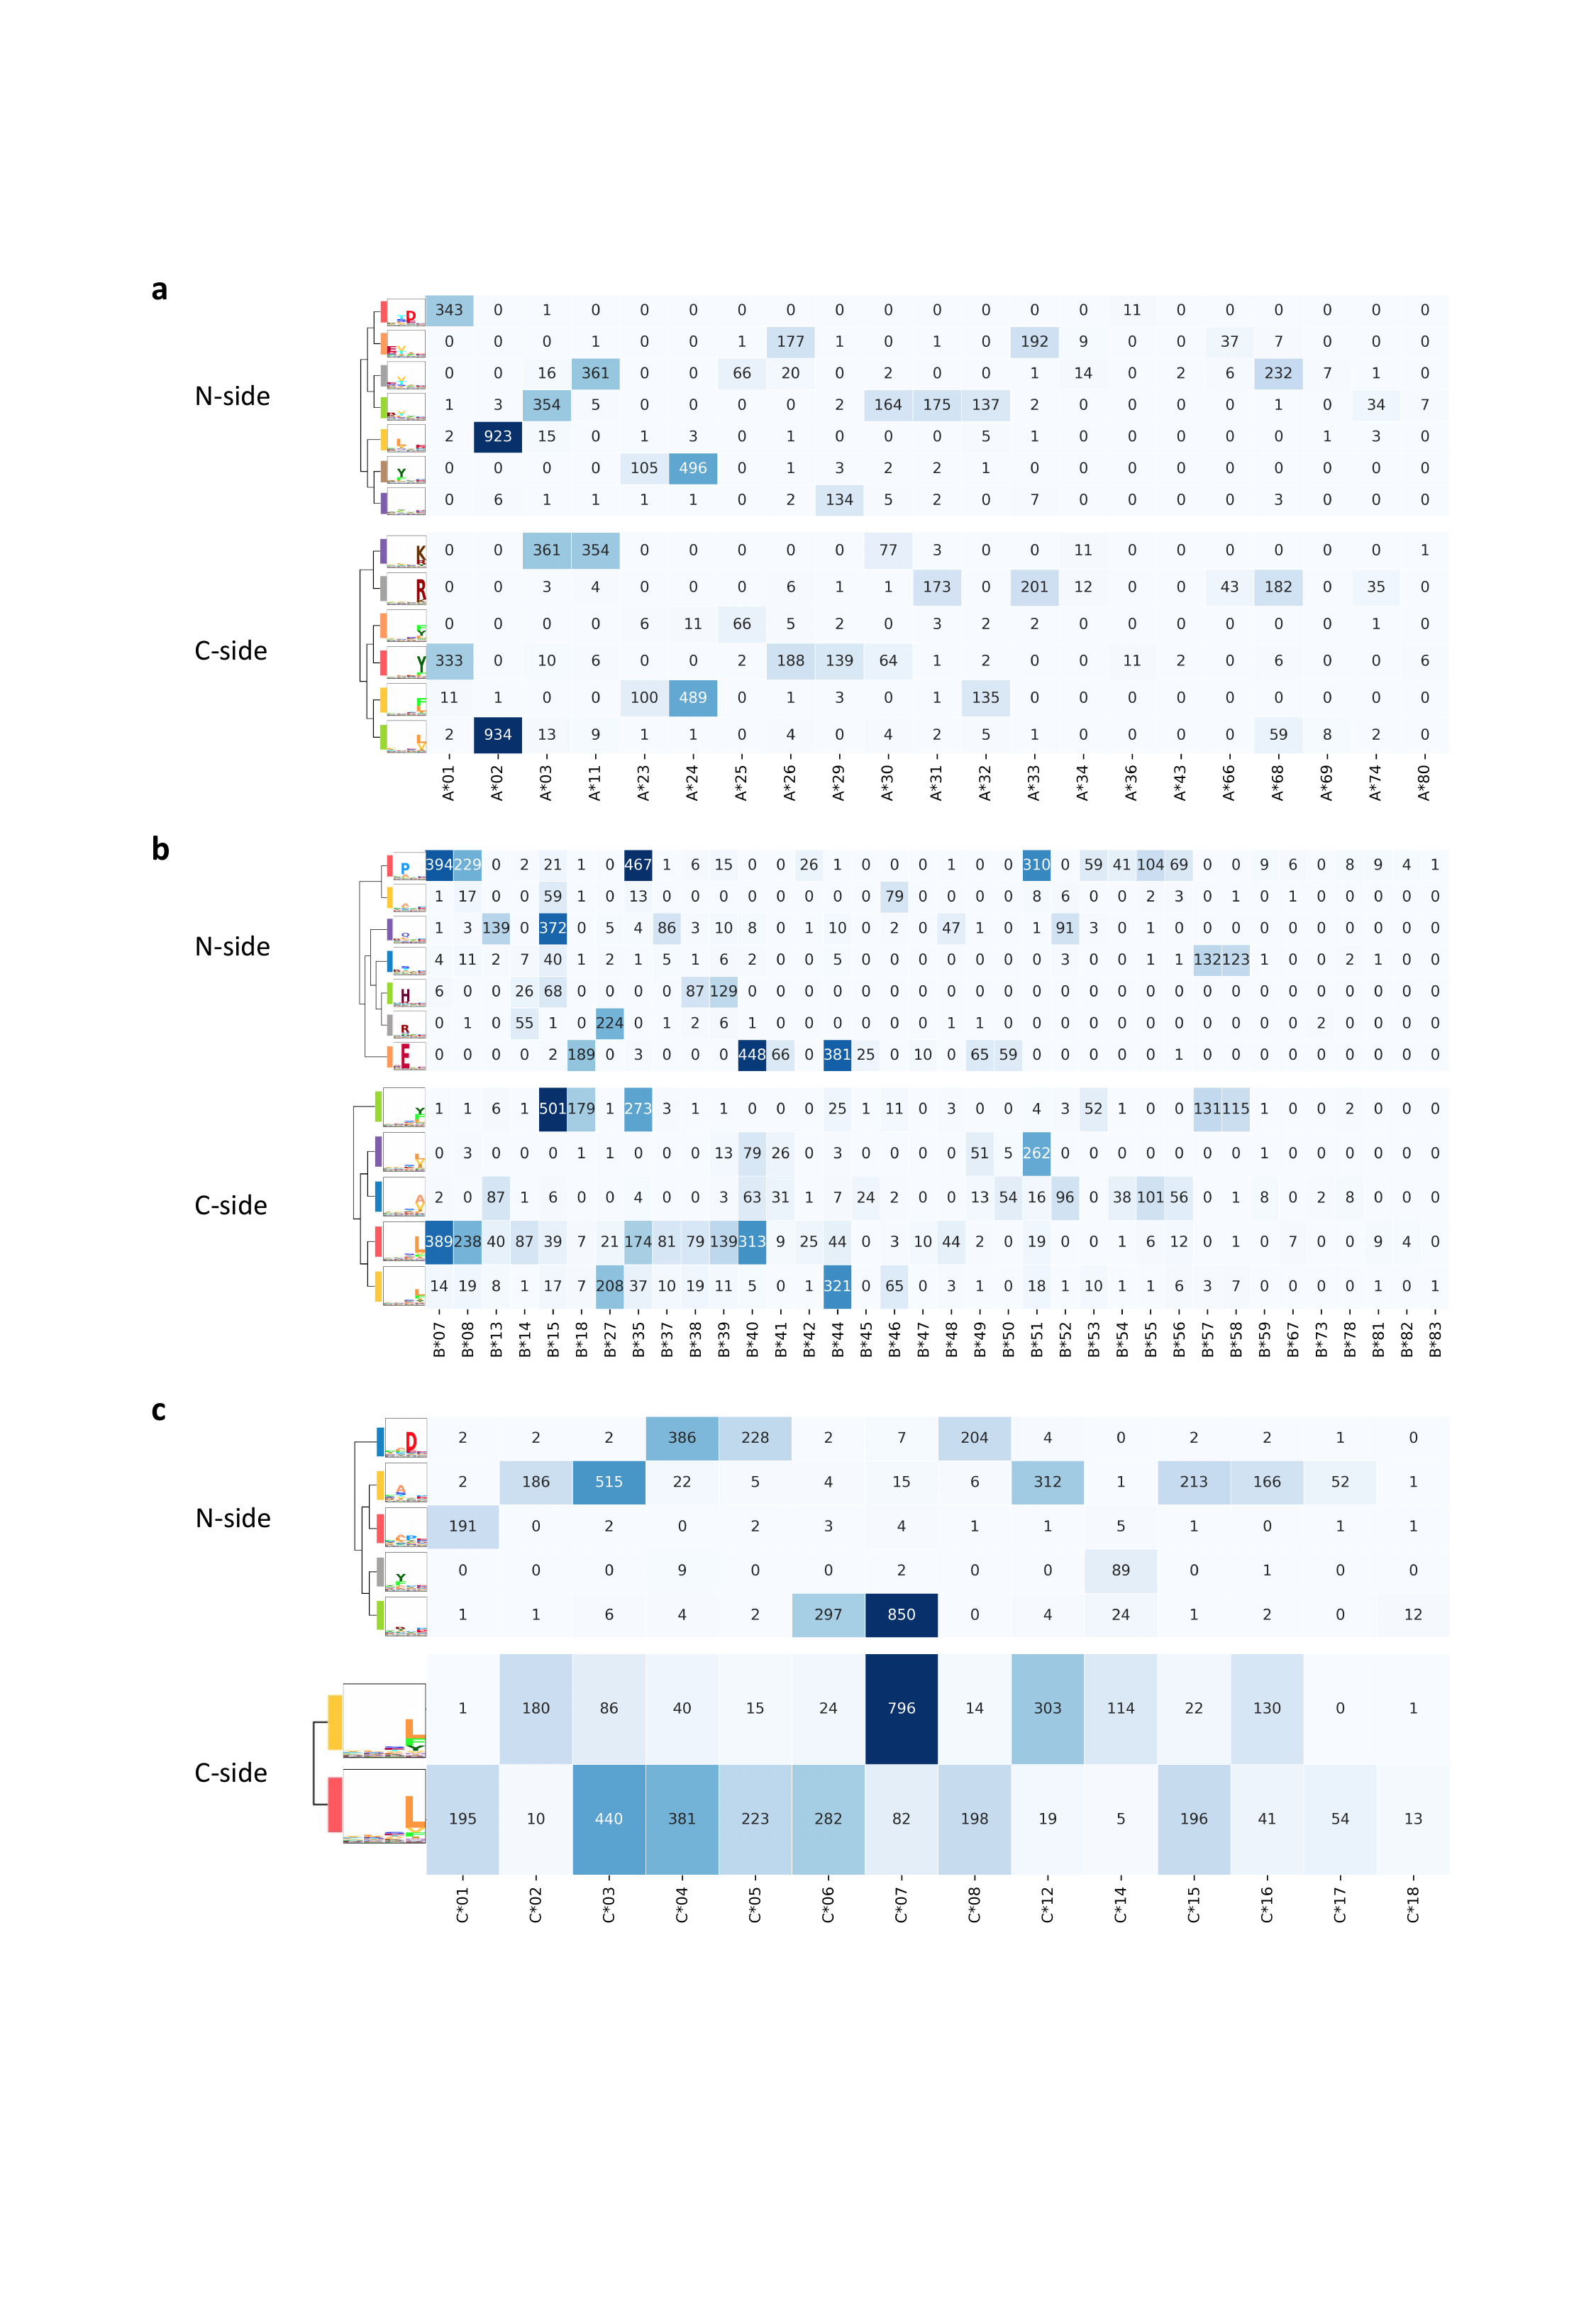 a
N-side
D 343 0 1 0 0 0 0 0 0 0 0 0 0 0 11 0 0 0 0 0 0
0 0 0 1 0 0 1 177 1 0 1 0 192 9 0 0 37 7 0 0 0
0 0 16 361 0 0 66 20 0 2 0 0 1 14 0 2 6 232 7 1 0
1 3 354 5 0 0 0 0 2 164 175 137 2 0 0 0 0 1 0 34 7
L 2 923 15 0 1 3 0 1 0 0 0 5 1 0 0 0 0 0 1 3 0
Y 0 0 0 0 105 496 0 1 3 2 2 1 0 0 0 0 0 0 0 0 0
0 6 1 1 1 1 0 2 134 5 2 0 7 0 0 0 0 3 0 0 0
C-side
K 0 0 361 354 0 0 0 0 0 77 3 0 0 11 0 0 0 0 0 0 1
R 0 0 3 4 0 0 0 6 1 1 173 0 201 12 0 0 43 182 0 35 0
0 0 0 0 6 11 66 5 2 0 3 2 2 0 0 0 0 0 0 1 0
Y 333 0 10 6 0 0 2 188 139 64 1 2 0 0 11 2 0 6 0 0 6
11 1 0 0 100 489 0 1 3 0 1 135 0 0 0 0 0 0 0 0 0
2 934 13 9 1 1 0 4 0 4 2 5 1 0 0 0 0 59 8 2 0
A*01 A*02 A*03 A*11 A*23 A*24 A*25 A*26 A*29 A*30 A*31 A*32 A*33 A*34 A*36 A*43 A*66 A*68 A*69 A*74 A*80
b
N-side
P 394 229 0 2 21 1 0 467 1 6 15 0 0 26 1 0 0 0 1 0 0 310 0 59 41 104 69 0 0 9 6 0 8 9 4 1
1 17 0 0 59 1 0 13 0 0 0 0 0 0 0 0 79 0 0 0 0 8 6 0 0 2 3 0 1 0 1 0 0 0 0 0
1 3 139 0 372 0 5 4 86 3 10 8 0 1 10 0 2 0 47 1 0 1 91 3 0 1 0 0 0 0 0 0 0 0 0 0
4 11 2 7 40 1 2 1 5 1 6 2 0 0 5 0 0 0 0 0 0 0 3 0 0 1 1 132 123 1 0 0 2 1 0 0
H 6 0 0 26 68 0 0 0 0 87 129 0 0 0 0 0 0 0 0 0 0 0 0 0 0 0 0 0 0 0 0 0 0 0 0 0
R 0 1 0 55 1 0 224 0 1 2 6 1 0 0 0 0 0 0 1 1 0 0 0 0 0 0 0 0 0 0 0 2 0 0 0 0
E 0 0 0 0 2 189 0 3 0 0 0 448 66 0 381 25 0 10 0 65 59 0 0 0 0 0 1 0 0 0 0 0 0 0 0 0
C-side
1 1 6 1 501 179 1 273 3 1 1 0 0 0 25 1 11 0 3 0 0 4 3 52 1 0 0 131 115 1 0 0 2 0 0 0
0 3 0 0 0 1 1 0 0 0 13 79 26 0 3 0 0 0 0 51 5 262 0 0 0 0 0 0 0 1 0 0 0 0 0 0
A 2 0 87 1 6 0 0 4 0 0 3 63 31 1 7 24 2 0 0 13 54 16 96 0 38 101 56 0 1 8 0 2 8 0 0 0
L 389 238 40 87 39 7 21 174 81 79 139 313 9 25 44 0 3 10 44 2 0 19 0 0 1 6 12 0 1 0 7 0 0 9 4 0
14 19 8 1 17 7 208 37 10 19 11 5 0 1 321 0 65 0 3 1 0 18 1 10 1 1 6 3 7 0 0 0 0 1 0 1
B*07 B*08 B*13 B*14 B*15 B*18 B*27 B*35 B*37 B*38 B*39 B*40 B*41 B*42 B*44 B*45 B*46 B*47 B*48 B*49 B*50 B*51 B*52 B*53 B*54 B*55 B*56 B*57 B*58 B*59 B*67 B*73 B*78 B*81 B*82 B*83
c
N-side
D 2 2 2 386 228 2 7 204 4 0 2 2 1 0
A 2 186 515 22 5 4 15 6 312 1 213 166 52 1
191 0 2 0 2 3 4 1 1 5 1 0 1 1
Y 0 0 0 9 0 0 2 0 0 89 0 1 0 0
1 1 6 4 2 297 850 0 4 24 1 2 0 12
C-side
L 1 180 86 40 15 24 796 14 303 114 22 130 0 1
L 195 10 440 381 223 282 82 198 19 5 196 41 54 13
C*01 C*02 C*03 C*04 C*05 C*06 C*07 C*08 C*12 C*14 C*15 C*16 C*17 C*18